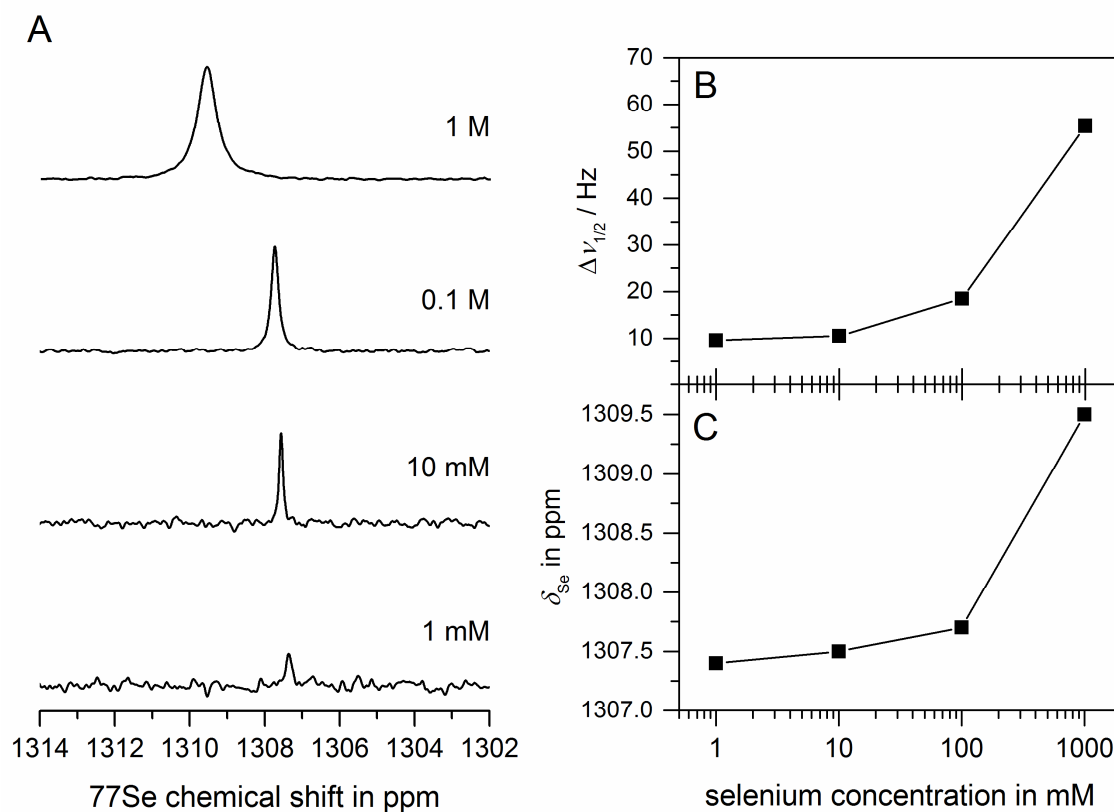 A
1 M
0.1 M
10 mM
1 mM
1314 1312 1310 1308 1306 1304 1302
77Se chemical shift in ppm
B
70
60
50
40
30
20
10
Δν1/2 / Hz
C
1309.5
1309.0
1308.5
1308.0
1307.5
1307.0
δSe in ppm
1 10 100 1000
selenium concentration in mM